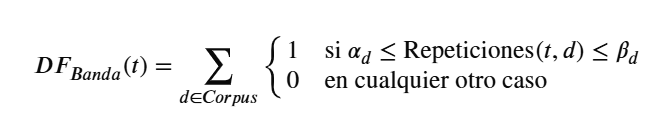 DF_Banda(t) = ∑_{d∈Corpus} { 1 si α_d ≤ Repeticiones(t, d) ≤ β_d
0 en cualquier otro caso